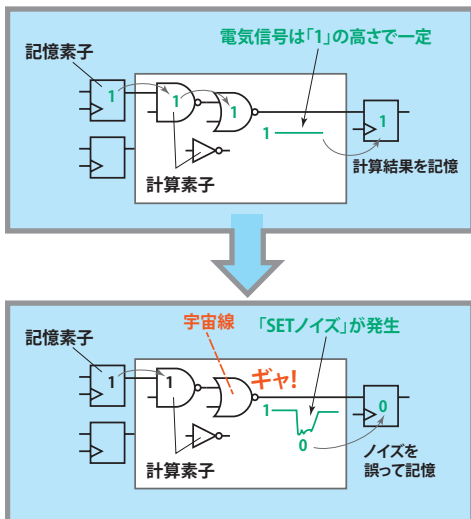 電気信号は「1」の高さで一定
記憶素子
1
1
1
1
1
計算結果を記憶
計算素子
宇宙線
「SETノイズ」が発生
記憶素子
ギャ!
1
1
1
0
0
ノイズを
誤って記憶
計算素子